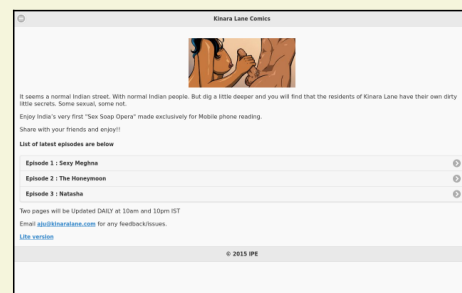 Kinara Lane Comics
It seems a normal Indian street. With normal Indian people. But dig a little deeper and you will find that the residents of Kinara Lane have their own dirty
little secrets. Some sexual, some not.
Enjoy India's very first "Sex Soap Opera" made exclusively for Mobile phone reading.
Share with your friends and enjoy!!
List of latest episodes are below
Episode 1 : Sexy Meghna
Episode 2 : The Honeymoon
Episode 3 : Natasha
Two pages will be Updated DAILY at 10am and 10pm IST
Email aju@kinaralane.com for any feedback/issues.
Lite version
© 2015 IPE